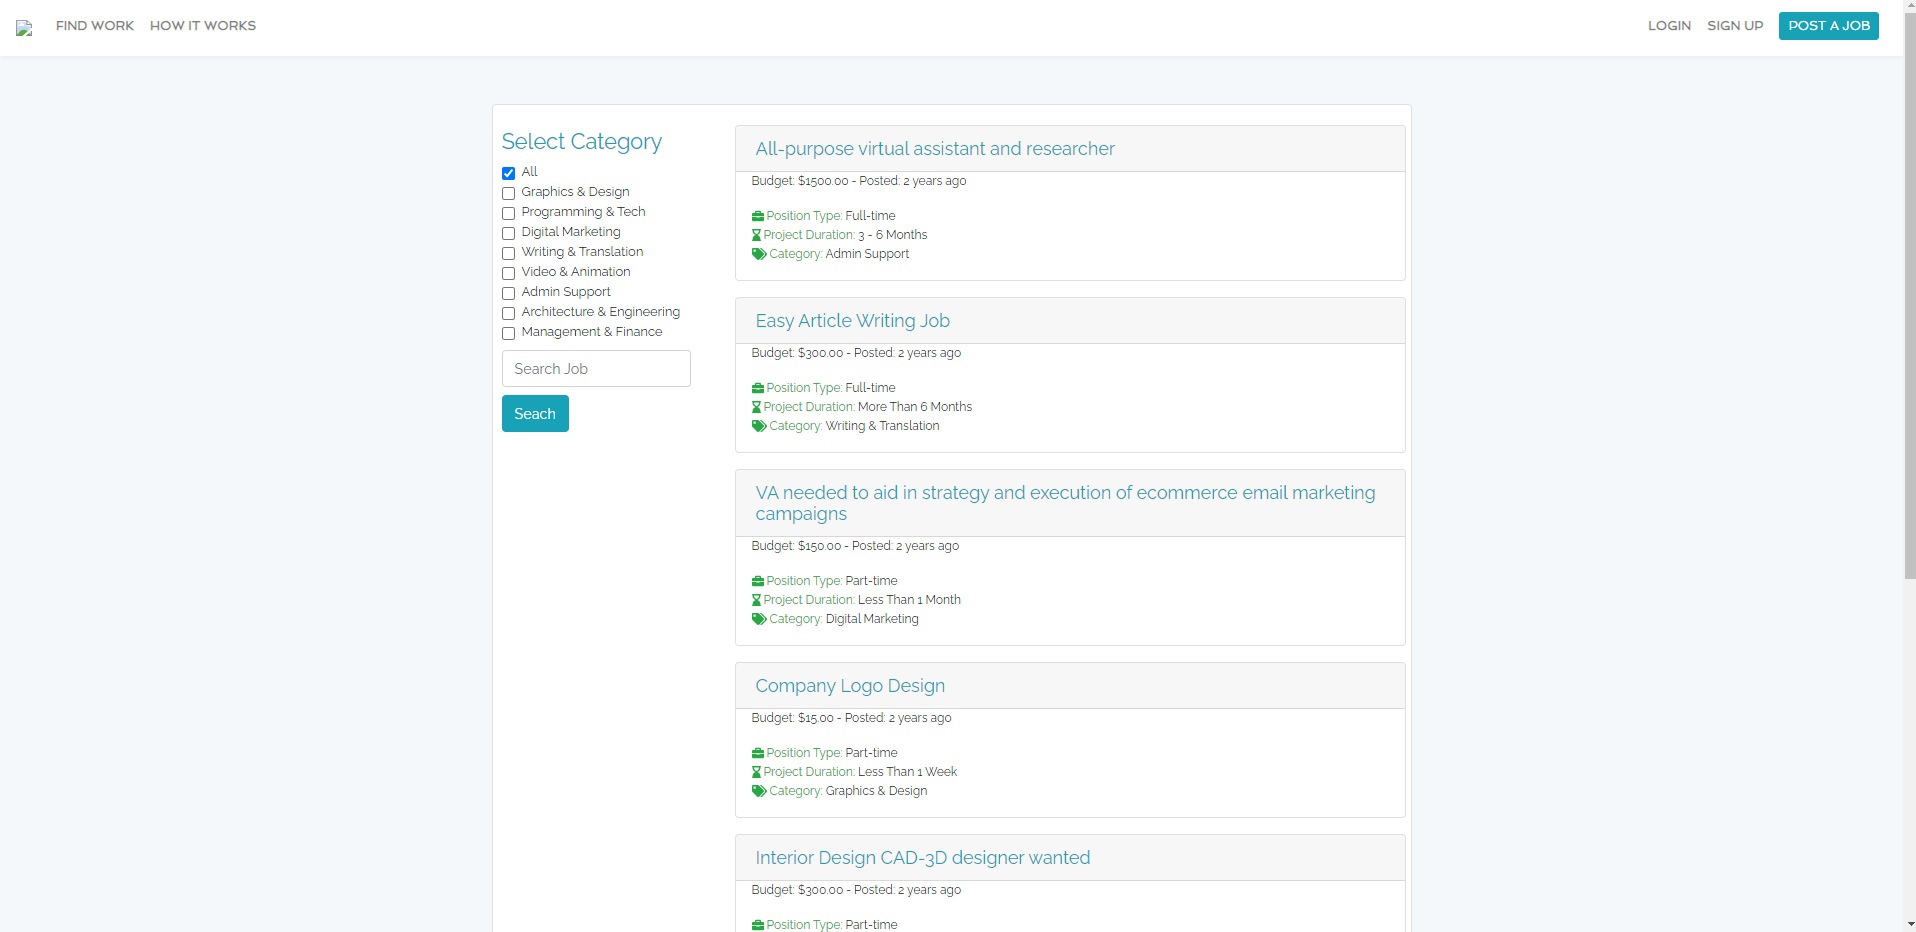 FIND WORK HOW IT WORKS LOGIN SIGN UP POST A JOB
Select Category
All
Graphics & Design
Programming & Tech
Digital Marketing
Writing & Translation
Video & Animation
Admin Support
Architecture & Engineering
Management & Finance
Search Job
Seach
All-purpose virtual assistant and researcher
Budget: $1500.00 - Posted: 2 years ago
Position Type: Full-time
Project Duration: 3 - 6 Months
Category: Admin Support
Easy Article Writing Job
Budget: $300.00 - Posted: 2 years ago
Position Type: Full-time
Project Duration: More Than 6 Months
Category: Writing & Translation
VA needed to aid in strategy and execution of ecommerce email marketing
campaigns
Budget: $150.00 - Posted: 2 years ago
Position Type: Part-time
Project Duration: Less Than 1 Month
Category: Digital Marketing
Company Logo Design
Budget: $15.00 - Posted: 2 years ago
Position Type: Part-time
Project Duration: Less Than 1 Week
Category: Graphics & Design
Interior Design CAD-3D designer wanted
Budget: $300.00 - Posted: 2 years ago
Position Type: Part-time